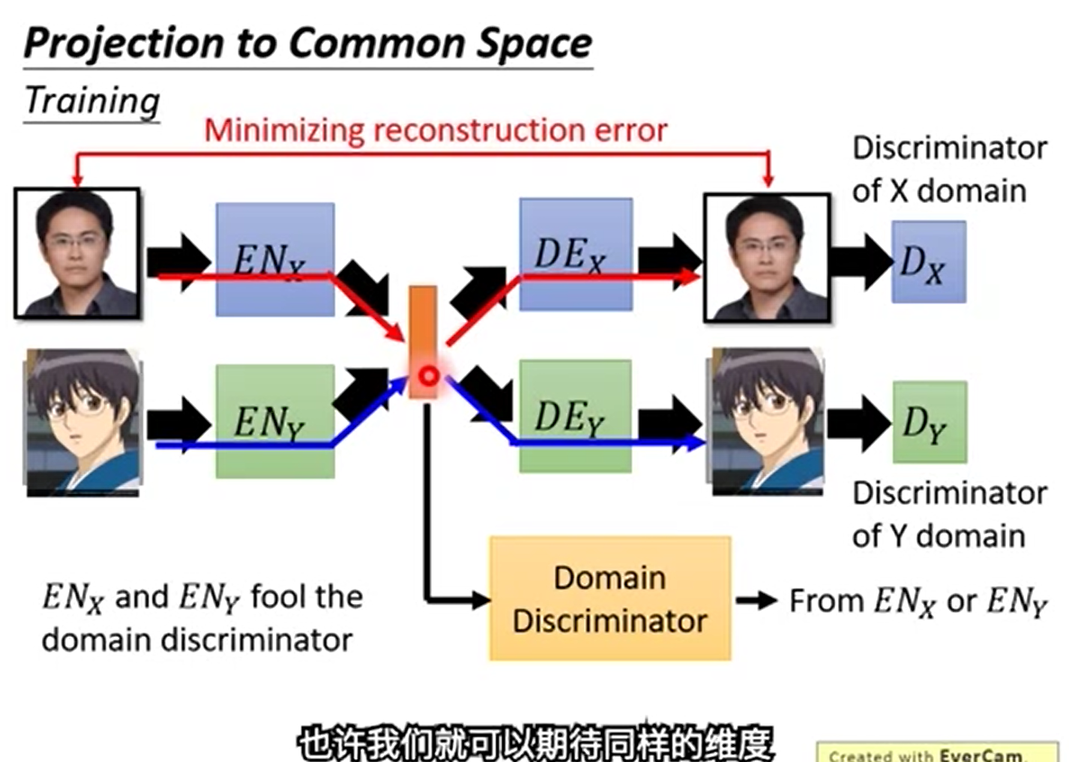 Projection to Common Space
Training
Minimizing reconstruction error
Discriminator
of X domain
EN_X
DE_X
D_X
EN_Y
DE_Y
D_Y
Discriminator
of Y domain
EN_X and EN_Y fool the
domain discriminator
Domain
Discriminator
From EN_X or EN_Y
也许我们就可以期待同样的维度
Created with EverCam.